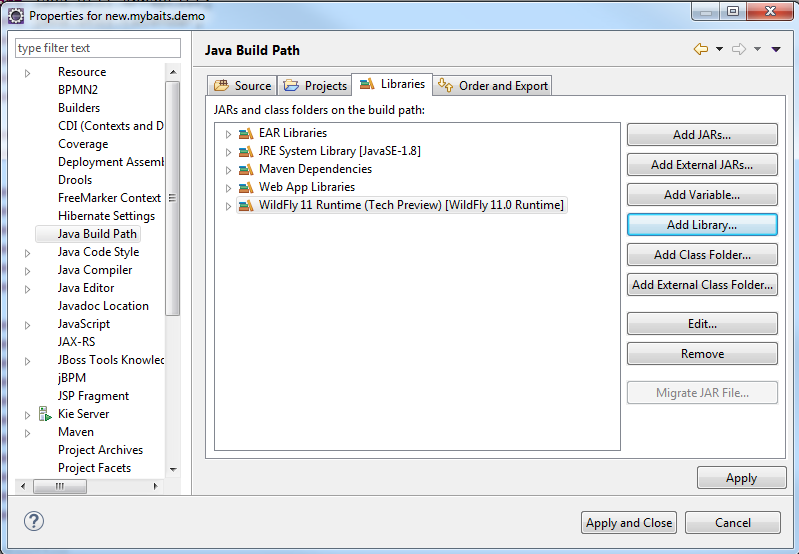 Properties for new.mybaits.demo
type filter text
Resource
BPMN2
Builders
CDI (Contexts and D
Coverage
Deployment Assemb
Drools
FreeMarker Context
Hibernate Settings
Java Build Path
Java Code Style
Java Compiler
Java Editor
Javadoc Location
JavaScript
JAX-RS
JBoss Tools Knowledg
jBPM
JSP Fragment
Kie Server
Maven
Project Archives
Project Facets
Java Build Path
Source Projects Libraries Order and Export
JARs and class folders on the build path:
EAR Libraries
JRE System Library [JavaSE-1.8]
Maven Dependencies
Web App Libraries
WildFly 11 Runtime (Tech Preview) [WildFly 11.0 Runtime]
Add JARs...
Add External JARs...
Add Variable...
Add Library...
Add Class Folder...
Add External Class Folder...
Edit...
Remove
Migrate JAR File...
Apply
Apply and Close Cancel